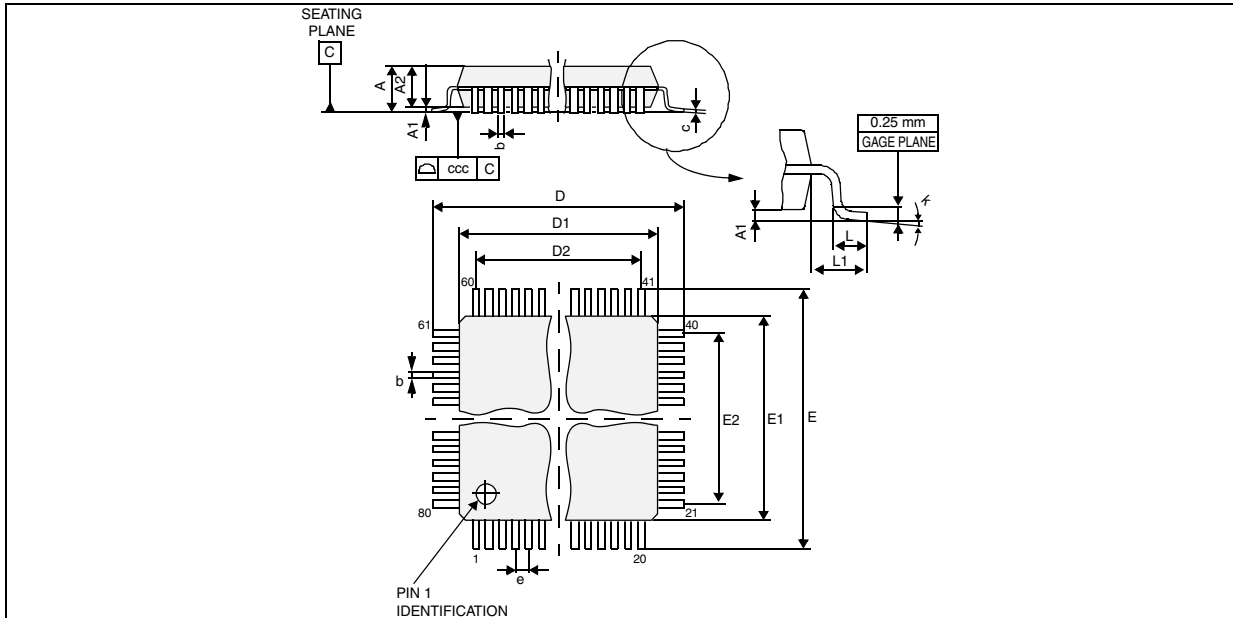 SEATING
PLANE
C
A
A2
A1
b
c
ccc C
0.25 mm
GAGE PLANE
K
A1
L
L1
D
D1
D2
60
41
61
40
b
E2
E1
E
80
21
1
20
e
PIN 1
IDENTIFICATION